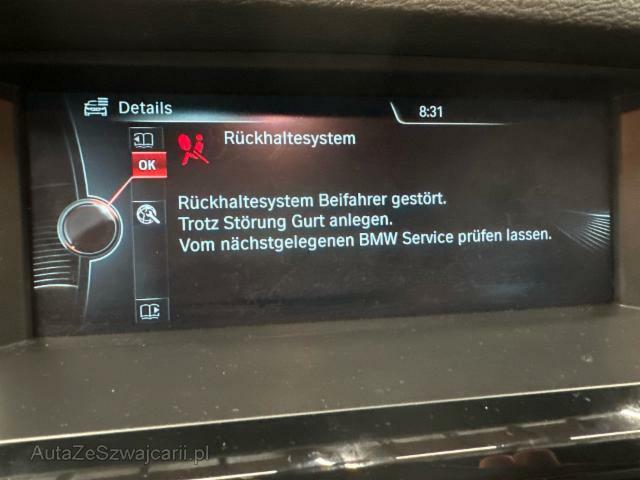 Details
8:31
Rückhaltesystem
OK
Rückhaltesystem Beifahrer gestört.
Trotz Störung Gurt anlegen.
Vom nächstgelegenen BMW Service prüfen lassen.
AutaZeSzwajcarii.pl